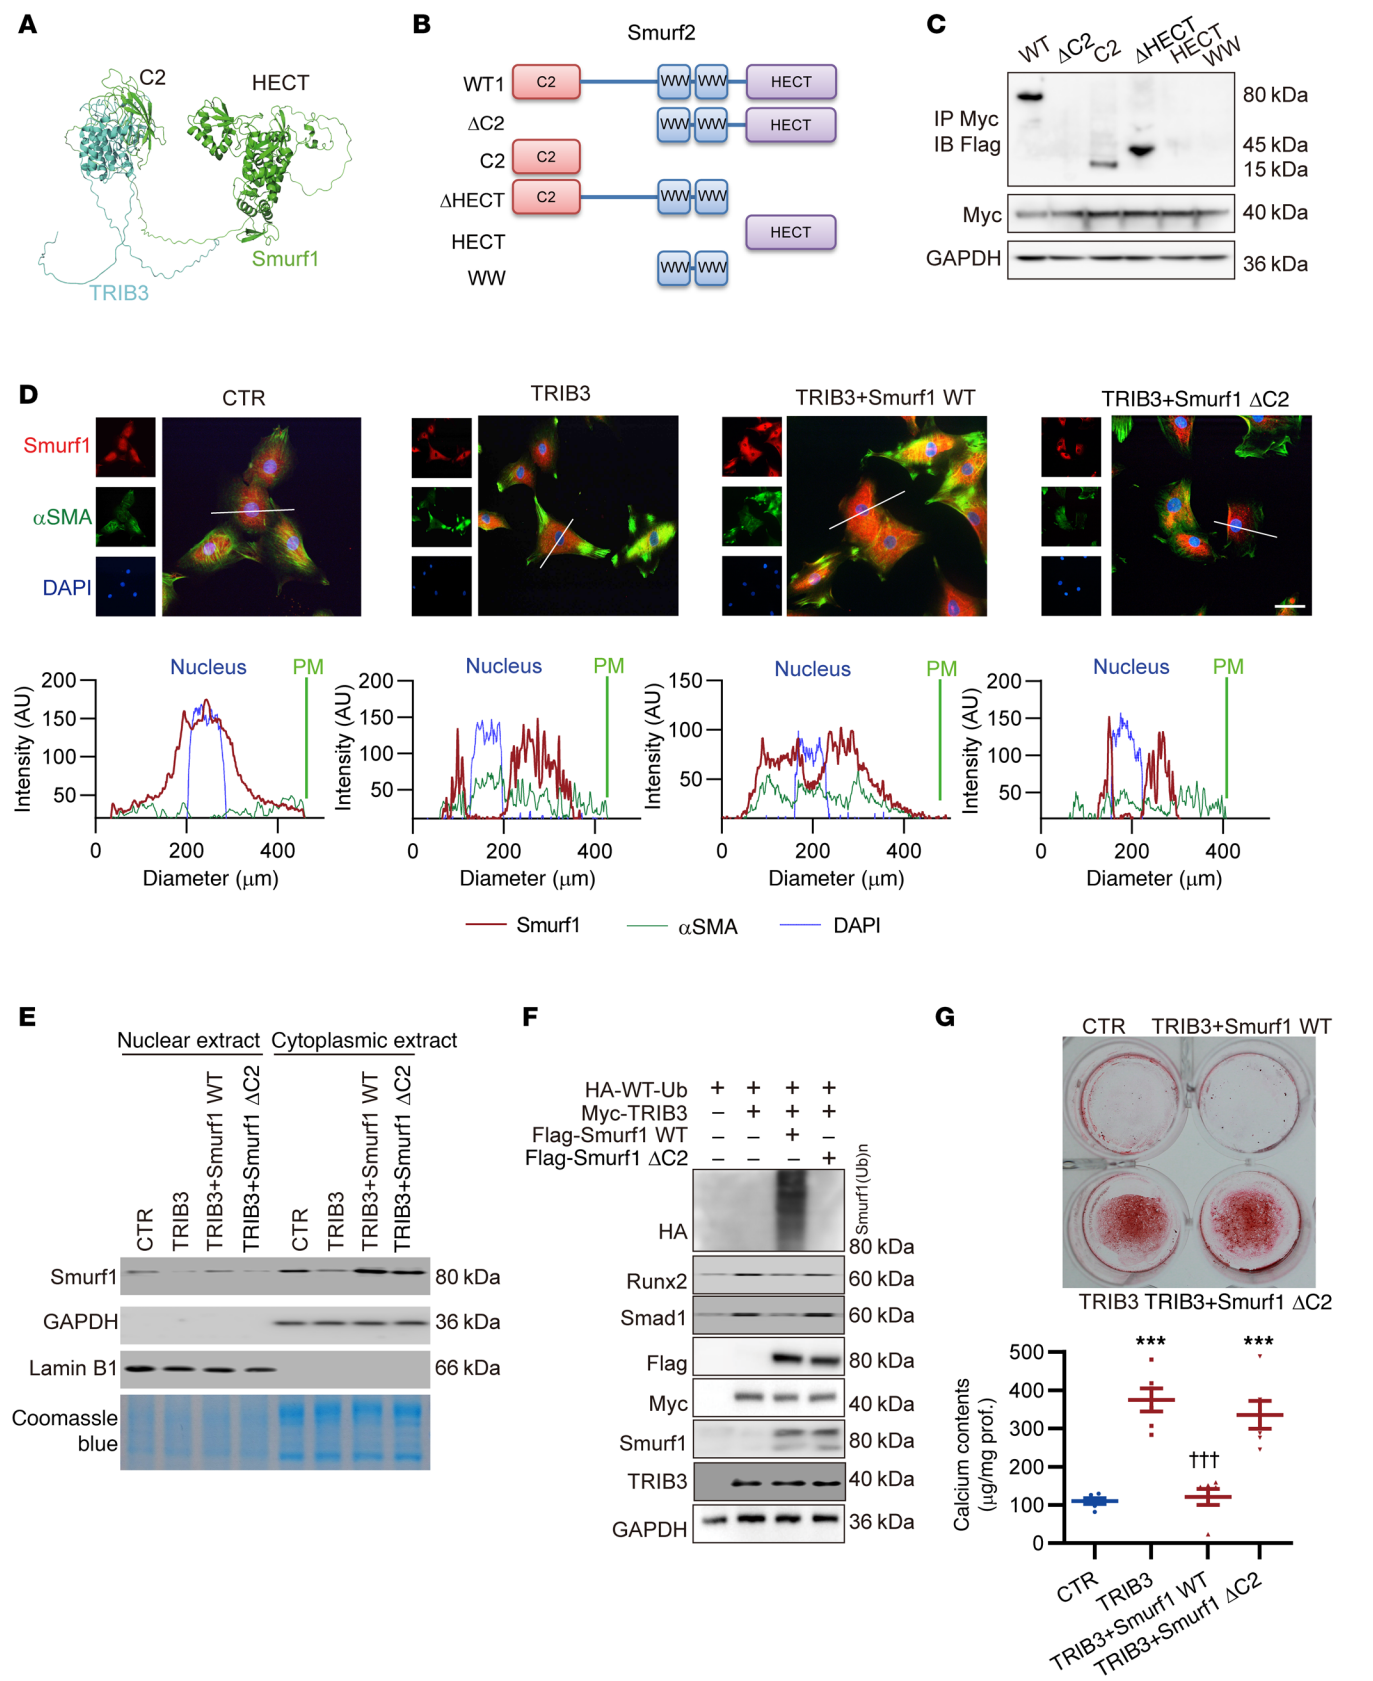 A
C2
HECT
Smurf1
TRIB3
B
Smurf2
WT1
C2
WW
WW
HECT
ΔC2
WW
WW
HECT
C2
C2
ΔHECT
C2
WW
WW
HECT
HECT
WW
WW
WW
C
WT
ΔC2
C2
ΔHECT
HECT
WW
IP Myc
IB Flag
80 kDa
45 kDa
15 kDa
Myc
40 kDa
GAPDH
36 kDa
D
CTR
TRIB3
TRIB3+Smurf1 WT
TRIB3+Smurf1 ΔC2
Smurf1
αSMA
DAPI
Nucleus
PM
Intensity (AU)
200
150
100
50
0
200
400
Diameter (μm)
Nucleus
PM
Intensity (AU)
200
150
100
50
0
200
400
Diameter (μm)
Nucleus
PM
Intensity (AU)
150
100
50
0
200
400
Diameter (μm)
Nucleus
PM
Intensity (AU)
200
150
100
50
0
200
400
Diameter (μm)
Smurf1
αSMA
DAPI
E
Nuclear extract
Cytoplasmic extract
CTR
TRIB3
TRIB3+Smurf1 WT
TRIB3+Smurf1 ΔC2
CTR
TRIB3
TRIB3+Smurf1 WT
TRIB3+Smurf1 ΔC2
Smurf1
80 kDa
GAPDH
36 kDa
Lamin B1
66 kDa
Coomassle
blue
F
HA-WT-Ub + + + +
Myc-TRIB3 – + + +
Flag-Smurf1 WT – – + –
Flag-Smurf1 ΔC2 – – – +
HA
Smurf1(Ub)n
80 kDa
Runx2
60 kDa
Smad1
60 kDa
Flag
80 kDa
Myc
40 kDa
Smurf1
80 kDa
TRIB3
40 kDa
GAPDH
36 kDa
G
CTR
TRIB3+Smurf1 WT
TRIB3
TRIB3+Smurf1 ΔC2
Calcium contents
(μg/mg prof.)
500
400
300
200
100
0
***
†††
***
CTR
TRIB3
TRIB3+Smurf1 WT
TRIB3+Smurf1 ΔC2